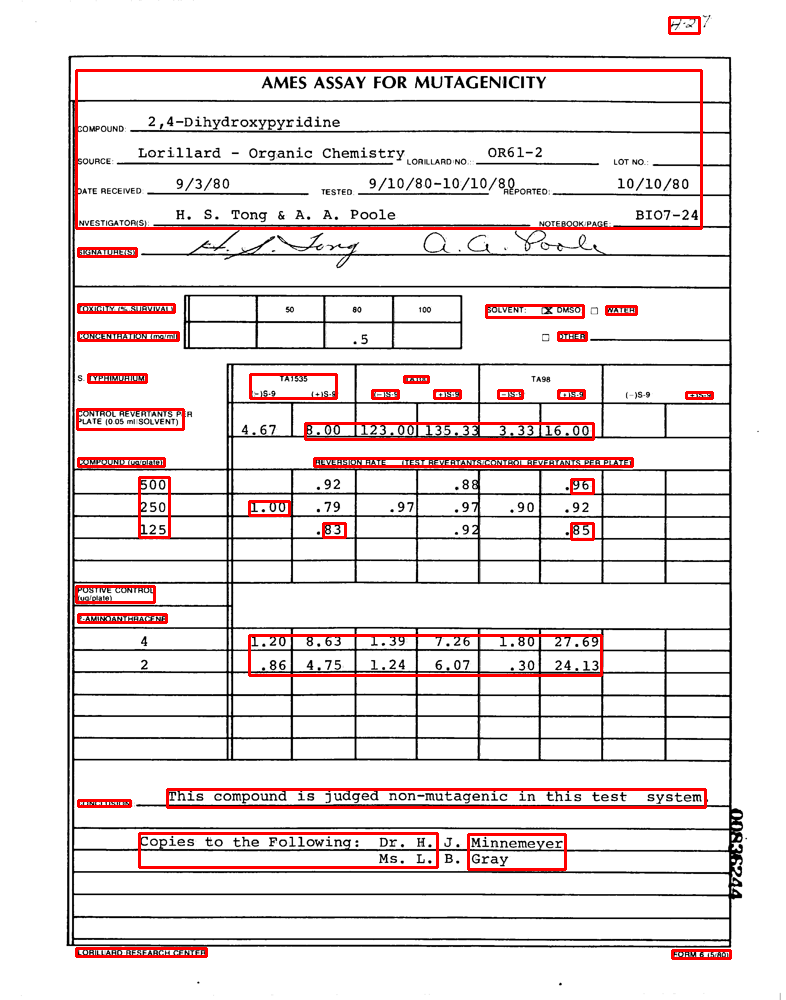 4-27
AMES ASSAY FOR MUTAGENICITY
COMPOUND: 2,4-Dihydroxypyridine
SOURCE: Lorillard - Organic Chemistry LORILLARD NO.: OR61-2 LOT NO.:
DATE RECEIVED: 9/3/80 TESTED: 9/10/80-10/10/80 REPORTED: 10/10/80
INVESTIGATOR(S): H. S. Tong & A. A. Poole NOTEBOOK/PAGE: BIO7-24
SIGNATURE(S) H. S. Tong A. A. Poole
TOXICITY (% SURVIVAL) 50 80 100 SOLVENT: X DMSO WATER
CONCENTRATION (mg/ml) .5 OTHER
S. TYPHIMURIUM TA1535 TA100 TA98
(-)S-9 (+)S-9 (-)S-9 (+)S-9 (-)S-9 (+)S-9 (-)S-9 (+)S-9
CONTROL REVERTANTS PER
PLATE (0.05 ml SOLVENT) 4.67 8.00 123.00 135.33 3.33 16.00
COMPOUND (ug/plate) REVERSION RATE (TEST REVERTANTS/CONTROL REVERTANTS PER PLATE)
500 .92 .88 .96
250 1.00 .79 .97 .97 .90 .92
125 .83 .92 .85
POSTIVE CONTROL
(ug/plate)
2-AMINOANTHRACENE
4 1.20 8.63 1.39 7.26 1.80 27.69
2 .86 4.75 1.24 6.07 .30 24.13
CONCLUSION This compound is judged non-mutagenic in this test system.
Copies to the Following: Dr. H. J. Minnemeyer
Ms. L. B. Gray
00836244
LORILLARD RESEARCH CENTER FORM 6 (5/80)